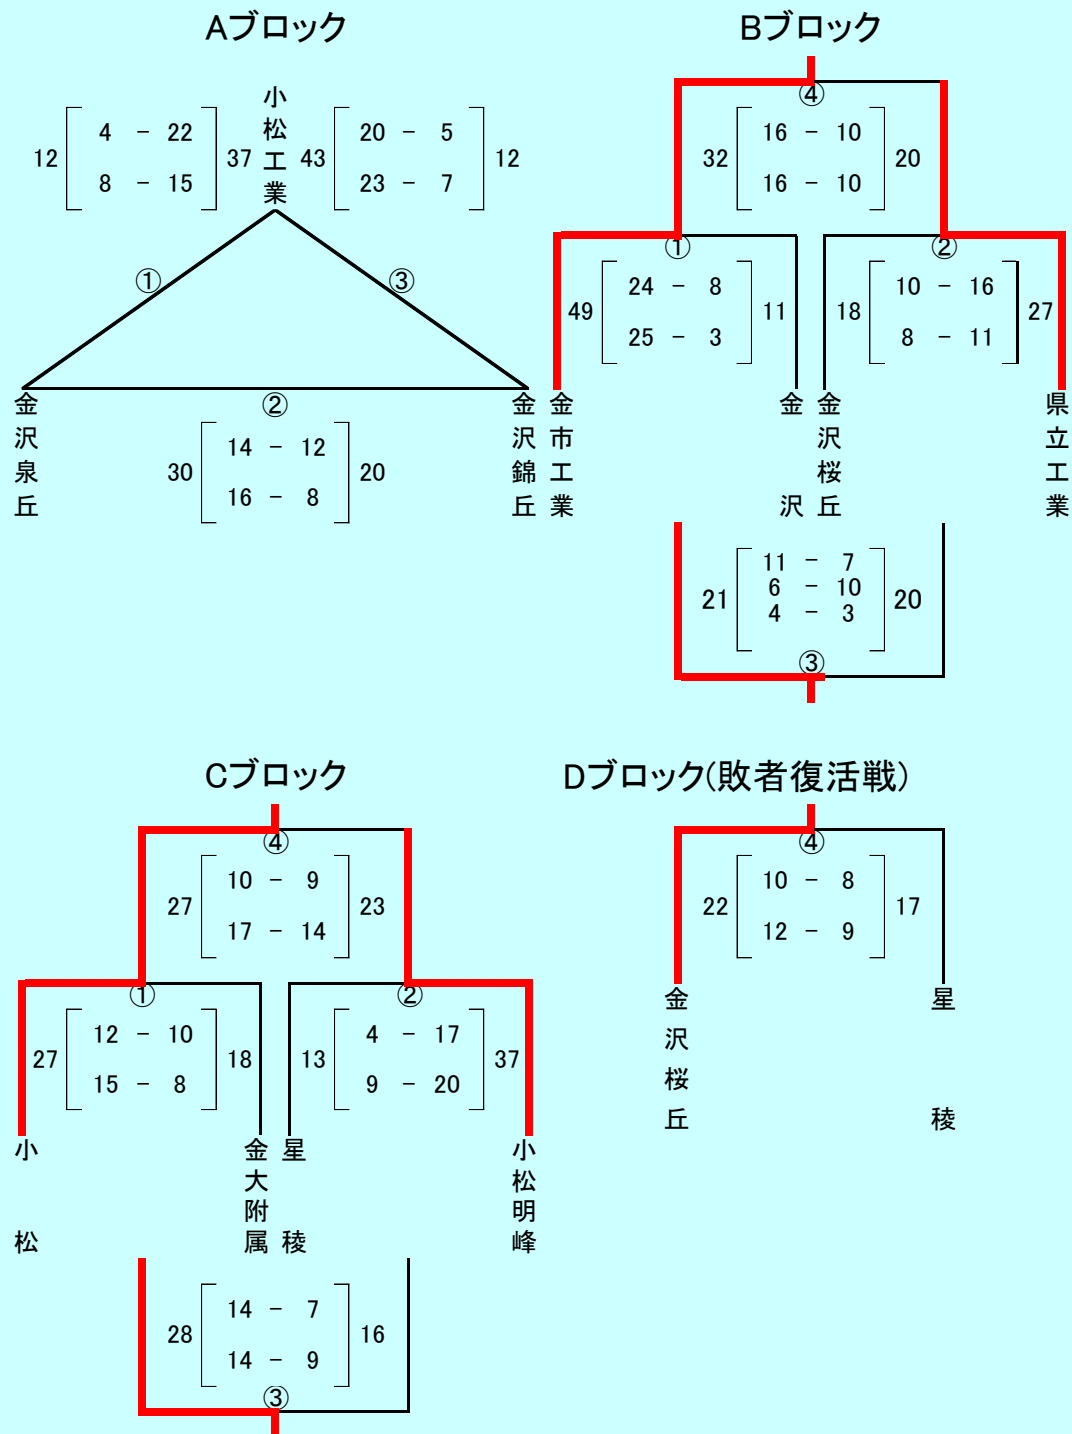 Aブロック
Bブロック
小松工業
12 4 - 22 37
8 - 15
43 20 - 5 12
23 - 7
①
③
②
金沢泉丘
金沢錦丘
30 14 - 12 20
16 - 8
④
32 16 - 10 20
16 - 10
①
②
49 24 - 8 11
25 - 3
18 10 - 16 27
8 - 11
金市工業
金沢
金沢桜丘
県立工業
21 11 - 7 20
6 - 10
4 - 3
③
Cブロック
Dブロック(敗者復活戦)
④
27 10 - 9 23
17 - 14
①
②
27 12 - 10 18
15 - 8
13 4 - 17 37
9 - 20
小松
金大附属
星稜
小松明峰
28 14 - 7 16
14 - 9
③
④
22 10 - 8 17
12 - 9
金沢桜丘
星稜